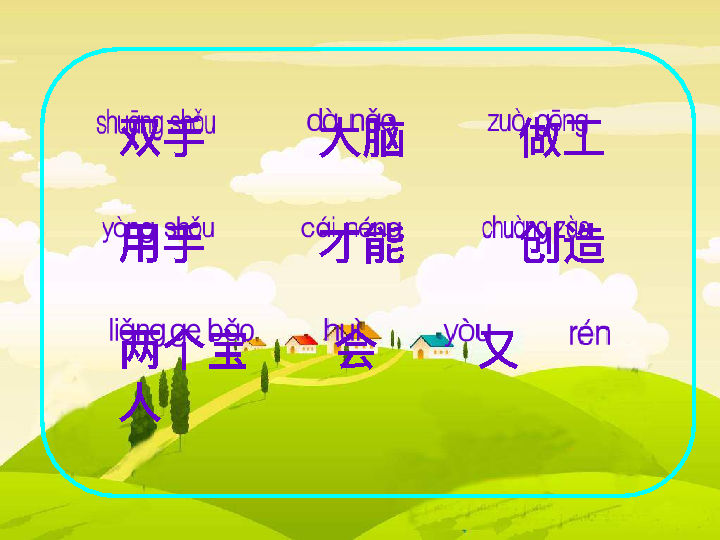 shuāng shǒu dà nǎo zuò gōng
双手 大脑 做工
yòng shǒu cái néng chuàng zào
用手 才能 创造
liǎng ge bǎo huì yòu rén
两个宝 会 又
人